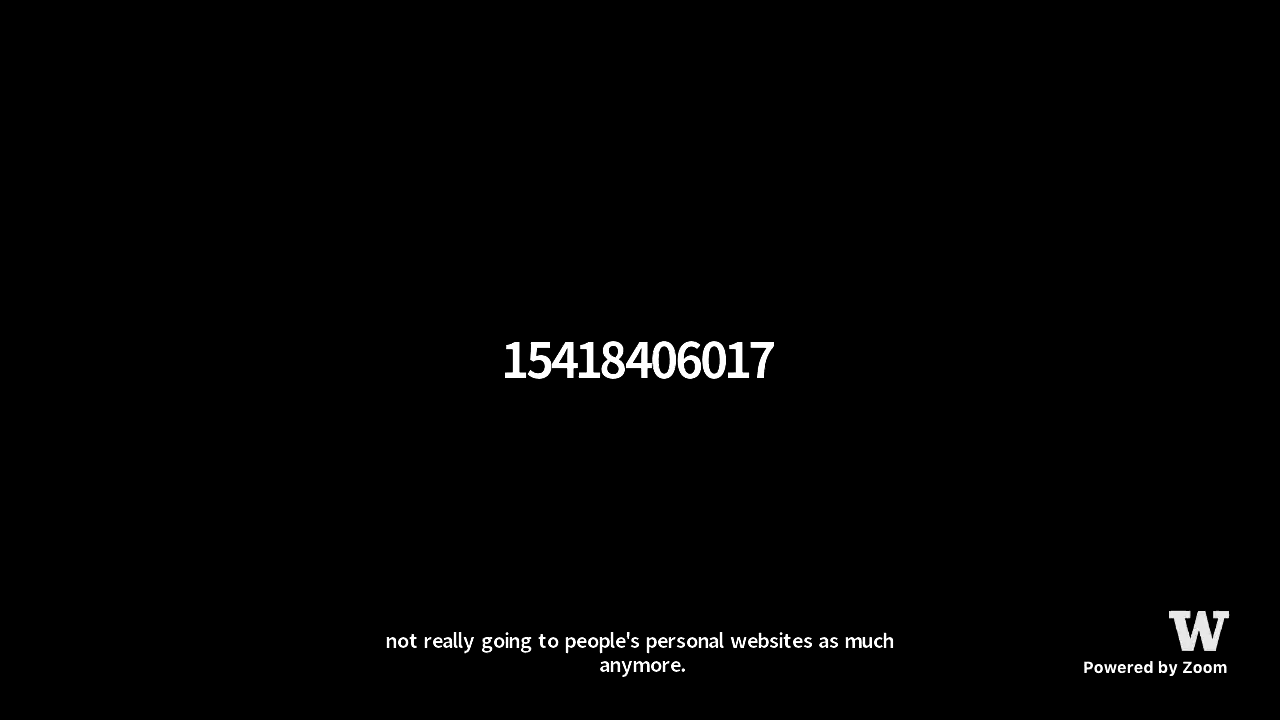 15418406017
not really going to people's personal websites as much
anymore.
W
Powered by Zoom